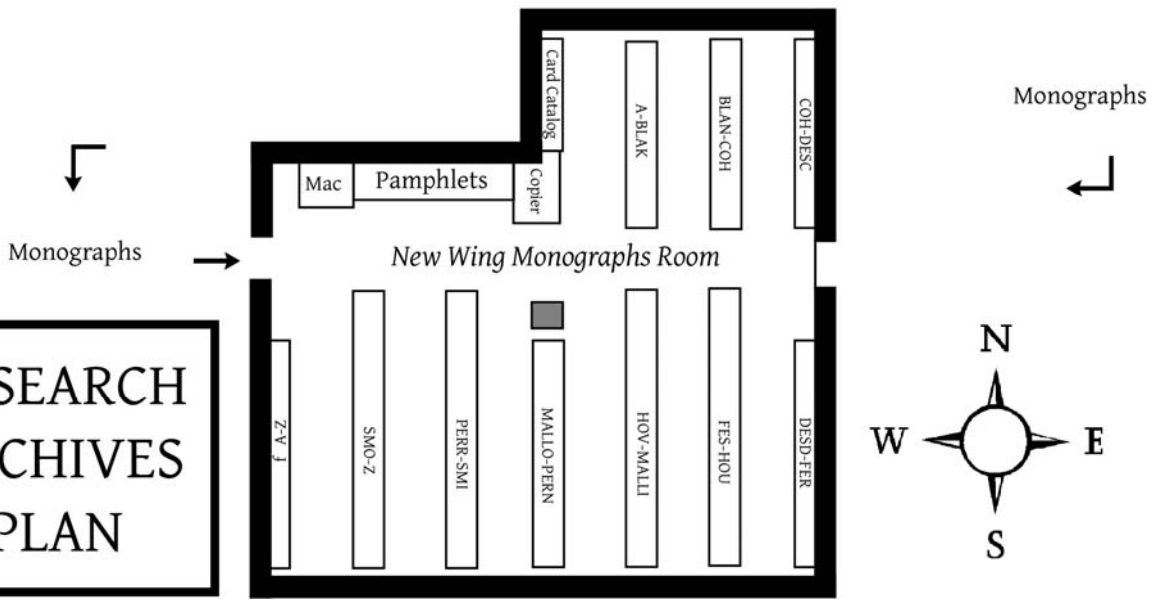 Card Catalog
A-BLAK
BLAN-COH
COH-DESC
Monographs
Mac
Pamphlets
Copier
Monographs
New Wing Monographs Room
SEARCH
CHIVES
PLAN
Z-A f
SMO-Z
PERR-SMI
MALLO-PERN
HOV-MALLI
FES-HOU
DESD-FER
N
W
E
S